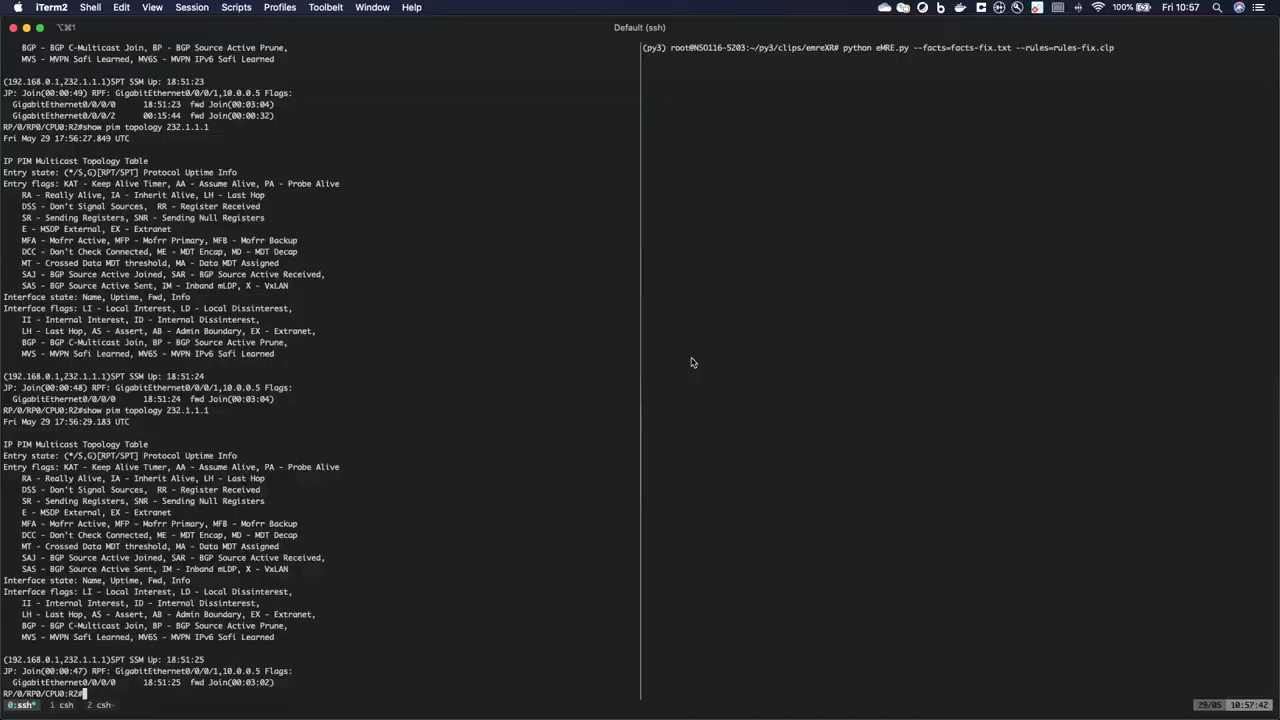 iTerm2 Shell Edit View Session Scripts Profiles Toolbelt Window Help 100% Fri 10:57
⌥⌘1 Default (ssh)
BGP - BGP C-Multicast Join, BP - BGP Source Active Prune,
MVS - MVPN Safi Learned, MV6S - MVPN IPv6 Safi Learned
(192.168.0.1,232.1.1.1)SPT SSM Up: 18:51:23
JP: Join(00:00:49) RPF: GigabitEthernet0/0/0/1,10.0.0.5 Flags:
GigabitEthernet0/0/0/0 18:51:23 fwd Join(00:03:04)
GigabitEthernet0/0/0/2 00:15:44 fwd Join(00:00:32)
RP/0/RP0/CPU0:R2#show pim topology 232.1.1.1
Fri May 29 17:56:27.849 UTC
IP PIM Multicast Topology Table
Entry state: (*/S,G)[RPT/SPT] Protocol Uptime Info
Entry flags: KAT - Keep Alive Timer, AA - Assume Alive, PA - Probe Alive
RA - Really Alive, IA - Inherit Alive, LH - Last Hop
DSS - Don't Signal Sources, RR - Register Received
SR - Sending Registers, SNR - Sending Null Registers
E - MSDP External, EX - Extranet
MFA - Mofrr Active, MFP - Mofrr Primary, MFB - Mofrr Backup
DCC - Don't Check Connected, ME - MDT Encap, MD - MDT Decap
MT - Crossed Data MDT threshold, MA - Data MDT Assigned
SAJ - BGP Source Active Joined, SAR - BGP Source Active Received,
SAS - BGP Source Active Sent, IM - Inband mLDP, X - VxLAN
Interface state: Name, Uptime, Fwd, Info
Interface flags: LI - Local Interest, LD - Local Dissinterest,
II - Internal Interest, ID - Internal Dissinterest,
LH - Last Hop, AS - Assert, AB - Admin Boundary, EX - Extranet,
BGP - BGP C-Multicast Join, BP - BGP Source Active Prune,
MVS - MVPN Safi Learned, MV6S - MVPN IPv6 Safi Learned
(192.168.0.1,232.1.1.1)SPT SSM Up: 18:51:24
JP: Join(00:00:48) RPF: GigabitEthernet0/0/0/1,10.0.0.5 Flags:
GigabitEthernet0/0/0/0 18:51:24 fwd Join(00:03:04)
RP/0/RP0/CPU0:R2#show pim topology 232.1.1.1
Fri May 29 17:56:29.183 UTC
IP PIM Multicast Topology Table
Entry state: (*/S,G)[RPT/SPT] Protocol Uptime Info
Entry flags: KAT - Keep Alive Timer, AA - Assume Alive, PA - Probe Alive
RA - Really Alive, IA - Inherit Alive, LH - Last Hop
DSS - Don't Signal Sources, RR - Register Received
SR - Sending Registers, SNR - Sending Null Registers
E - MSDP External, EX - Extranet
MFA - Mofrr Active, MFP - Mofrr Primary, MFB - Mofrr Backup
DCC - Don't Check Connected, ME - MDT Encap, MD - MDT Decap
MT - Crossed Data MDT threshold, MA - Data MDT Assigned
SAJ - BGP Source Active Joined, SAR - BGP Source Active Received,
SAS - BGP Source Active Sent, IM - Inband mLDP, X - VxLAN
Interface state: Name, Uptime, Fwd, Info
Interface flags: LI - Local Interest, LD - Local Dissinterest,
II - Internal Interest, ID - Internal Dissinterest,
LH - Last Hop, AS - Assert, AB - Admin Boundary, EX - Extranet,
BGP - BGP C-Multicast Join, BP - BGP Source Active Prune,
MVS - MVPN Safi Learned, MV6S - MVPN IPv6 Safi Learned
(192.168.0.1,232.1.1.1)SPT SSM Up: 18:51:25
JP: Join(00:00:47) RPF: GigabitEthernet0/0/0/1,10.0.0.5 Flags:
GigabitEthernet0/0/0/0 18:51:25 fwd Join(00:03:02)
RP/0/RP0/CPU0:R2#
(py3) root@NSO116-5203:~/py3/clips/emreXR# python eMRE.py --facts=facts-fix.txt --rules=rules-fix.clp
0:ssh* 1 csh 2 csh- 29/05 10:57:42